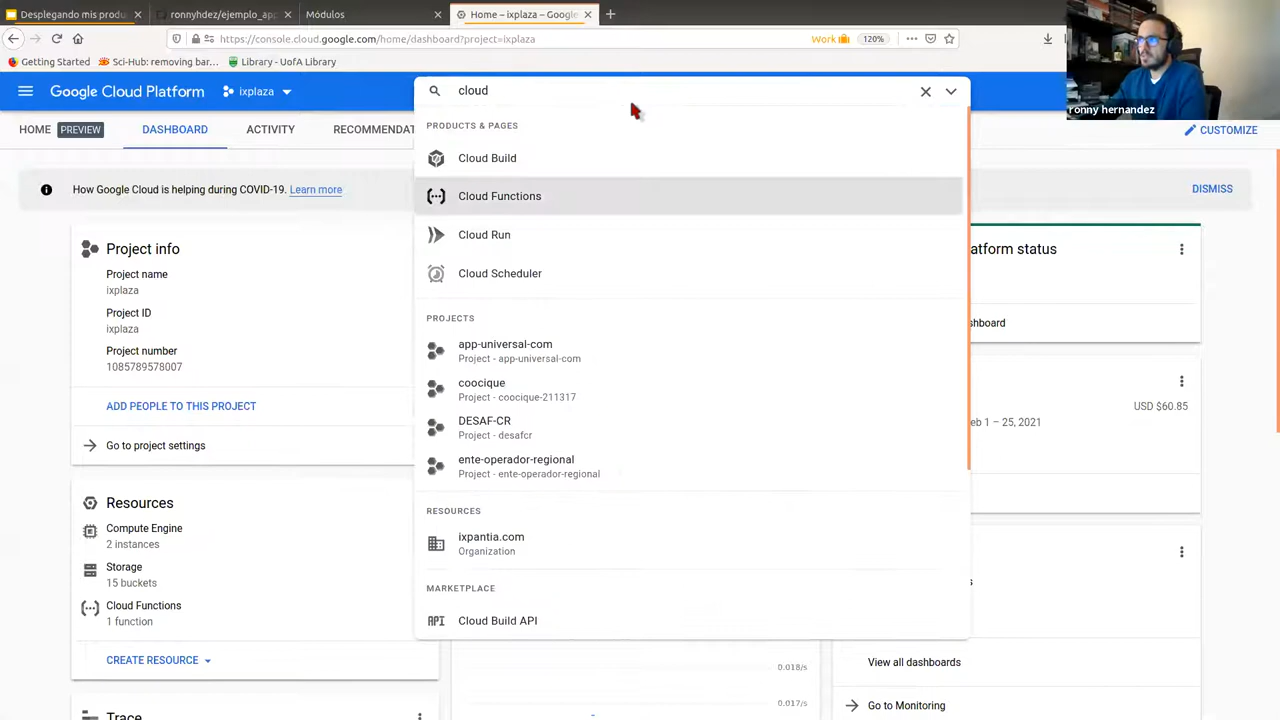 Desplegando mis produ
ronnyhdez/ejemplo_ap
Módulos
Home – ixplaza – Google
https://console.cloud.google.com/home/dashboard?project=ixplaza
Work
120%
Getting Started
Sci-Hub: removing bar
Library - UofA Library
Google Cloud Platform
ixplaza
cloud
ronny hernandez
HOME
PREVIEW
DASHBOARD
ACTIVITY
RECOMMENDAT
CUSTOMIZE
PRODUCTS & PAGES
Cloud Build
Cloud Functions
Cloud Run
Cloud Scheduler
PROJECTS
app-universal-com
Project - app-universal-com
coocique
Project - coocique-211317
DESAF-CR
Project - desafcr
ente-operador-regional
Project - ente-operador-regional
RESOURCES
ixpantia.com
Organization
MARKETPLACE
API
Cloud Build API
How Google Cloud is helping during COVID-19. Learn more
DISMISS
Project info
Project name
ixplaza
Project ID
ixplaza
Project number
1085789578007
ADD PEOPLE TO THIS PROJECT
Go to project settings
Resources
Compute Engine
2 instances
Storage
15 buckets
Cloud Functions
1 function
CREATE RESOURCE
Trace
atform status
shboard
USD $60.85
eb 1 – 25, 2021
0.018/s
0.017/s
View all dashboards
Go to Monitoring